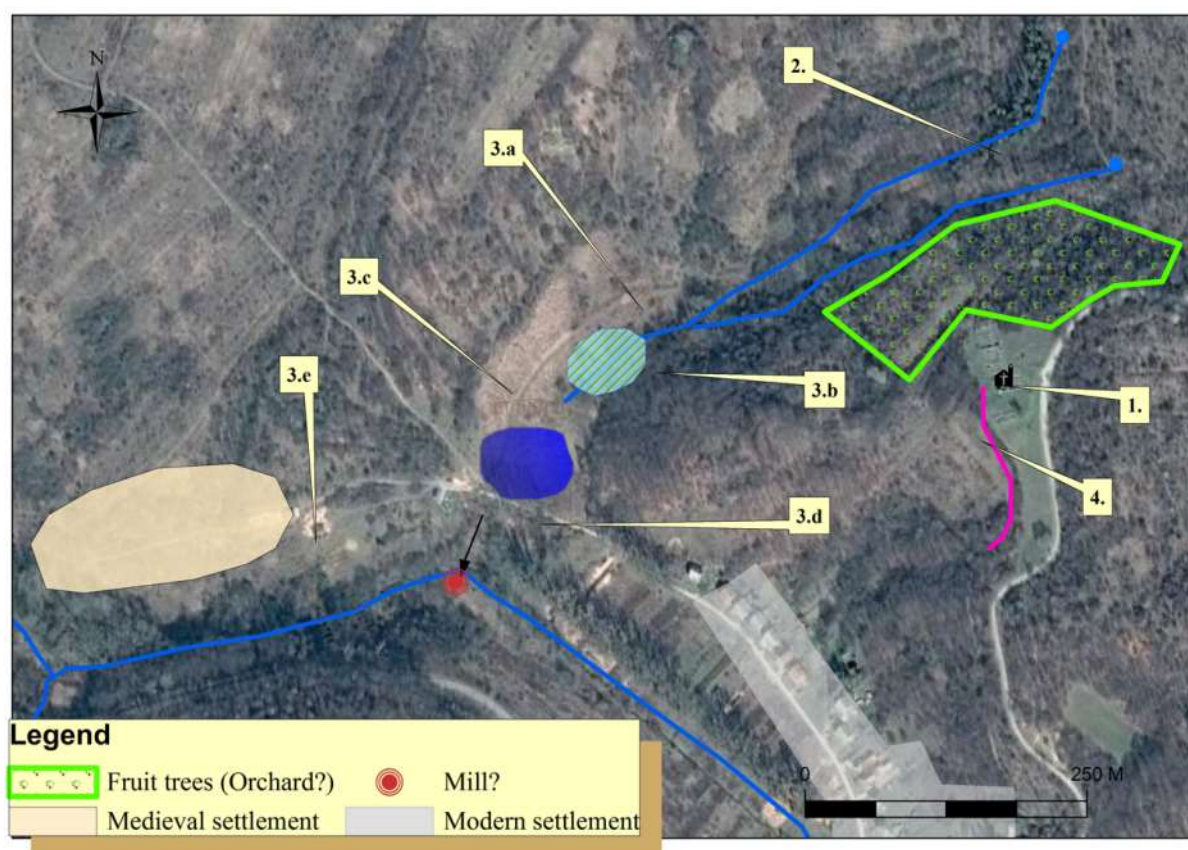 N
2.
3.a
3.c
3.e
3.b
1.
4.
3.d
0 250 M
Legend
Fruit trees (Orchard?) Mill?
Medieval settlement Modern settlement